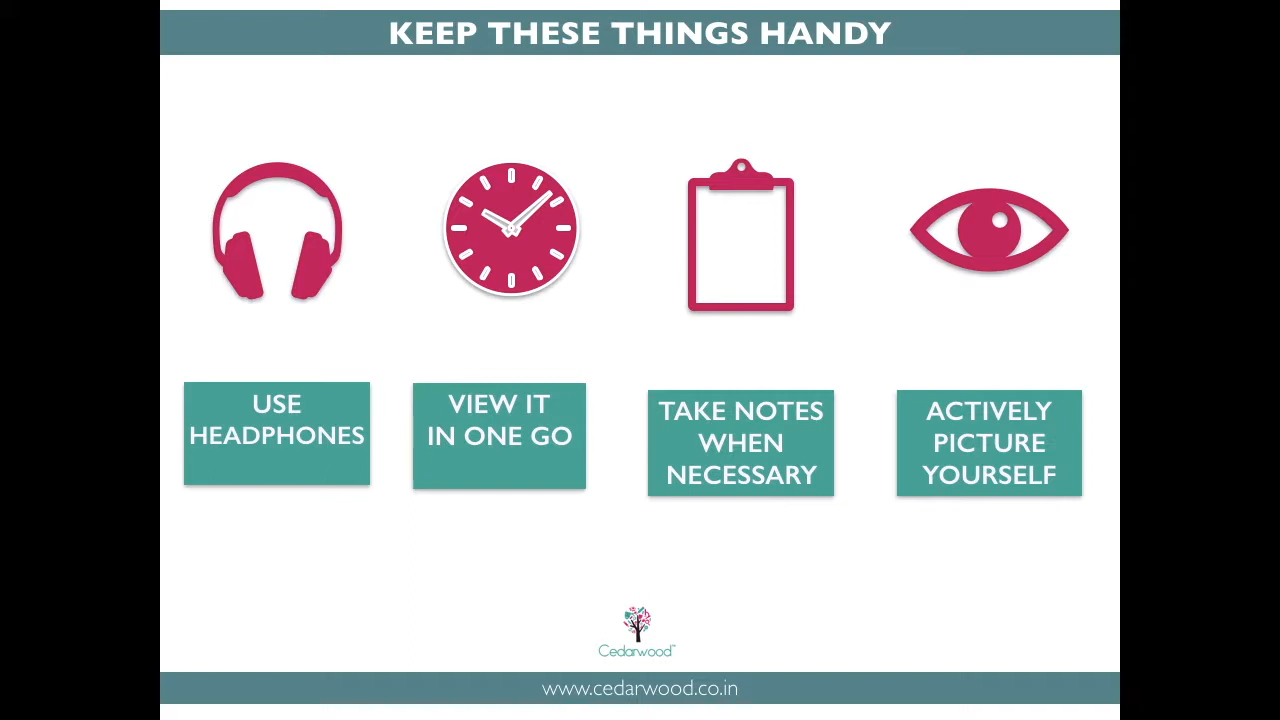 KEEP THESE THINGS HANDY
USE
HEADPHONES
VIEW IT
IN ONE GO
TAKE NOTES
WHEN
NECESSARY
ACTIVELY
PICTURE
YOURSELF
Cedarwood™
www.cedarwood.co.in